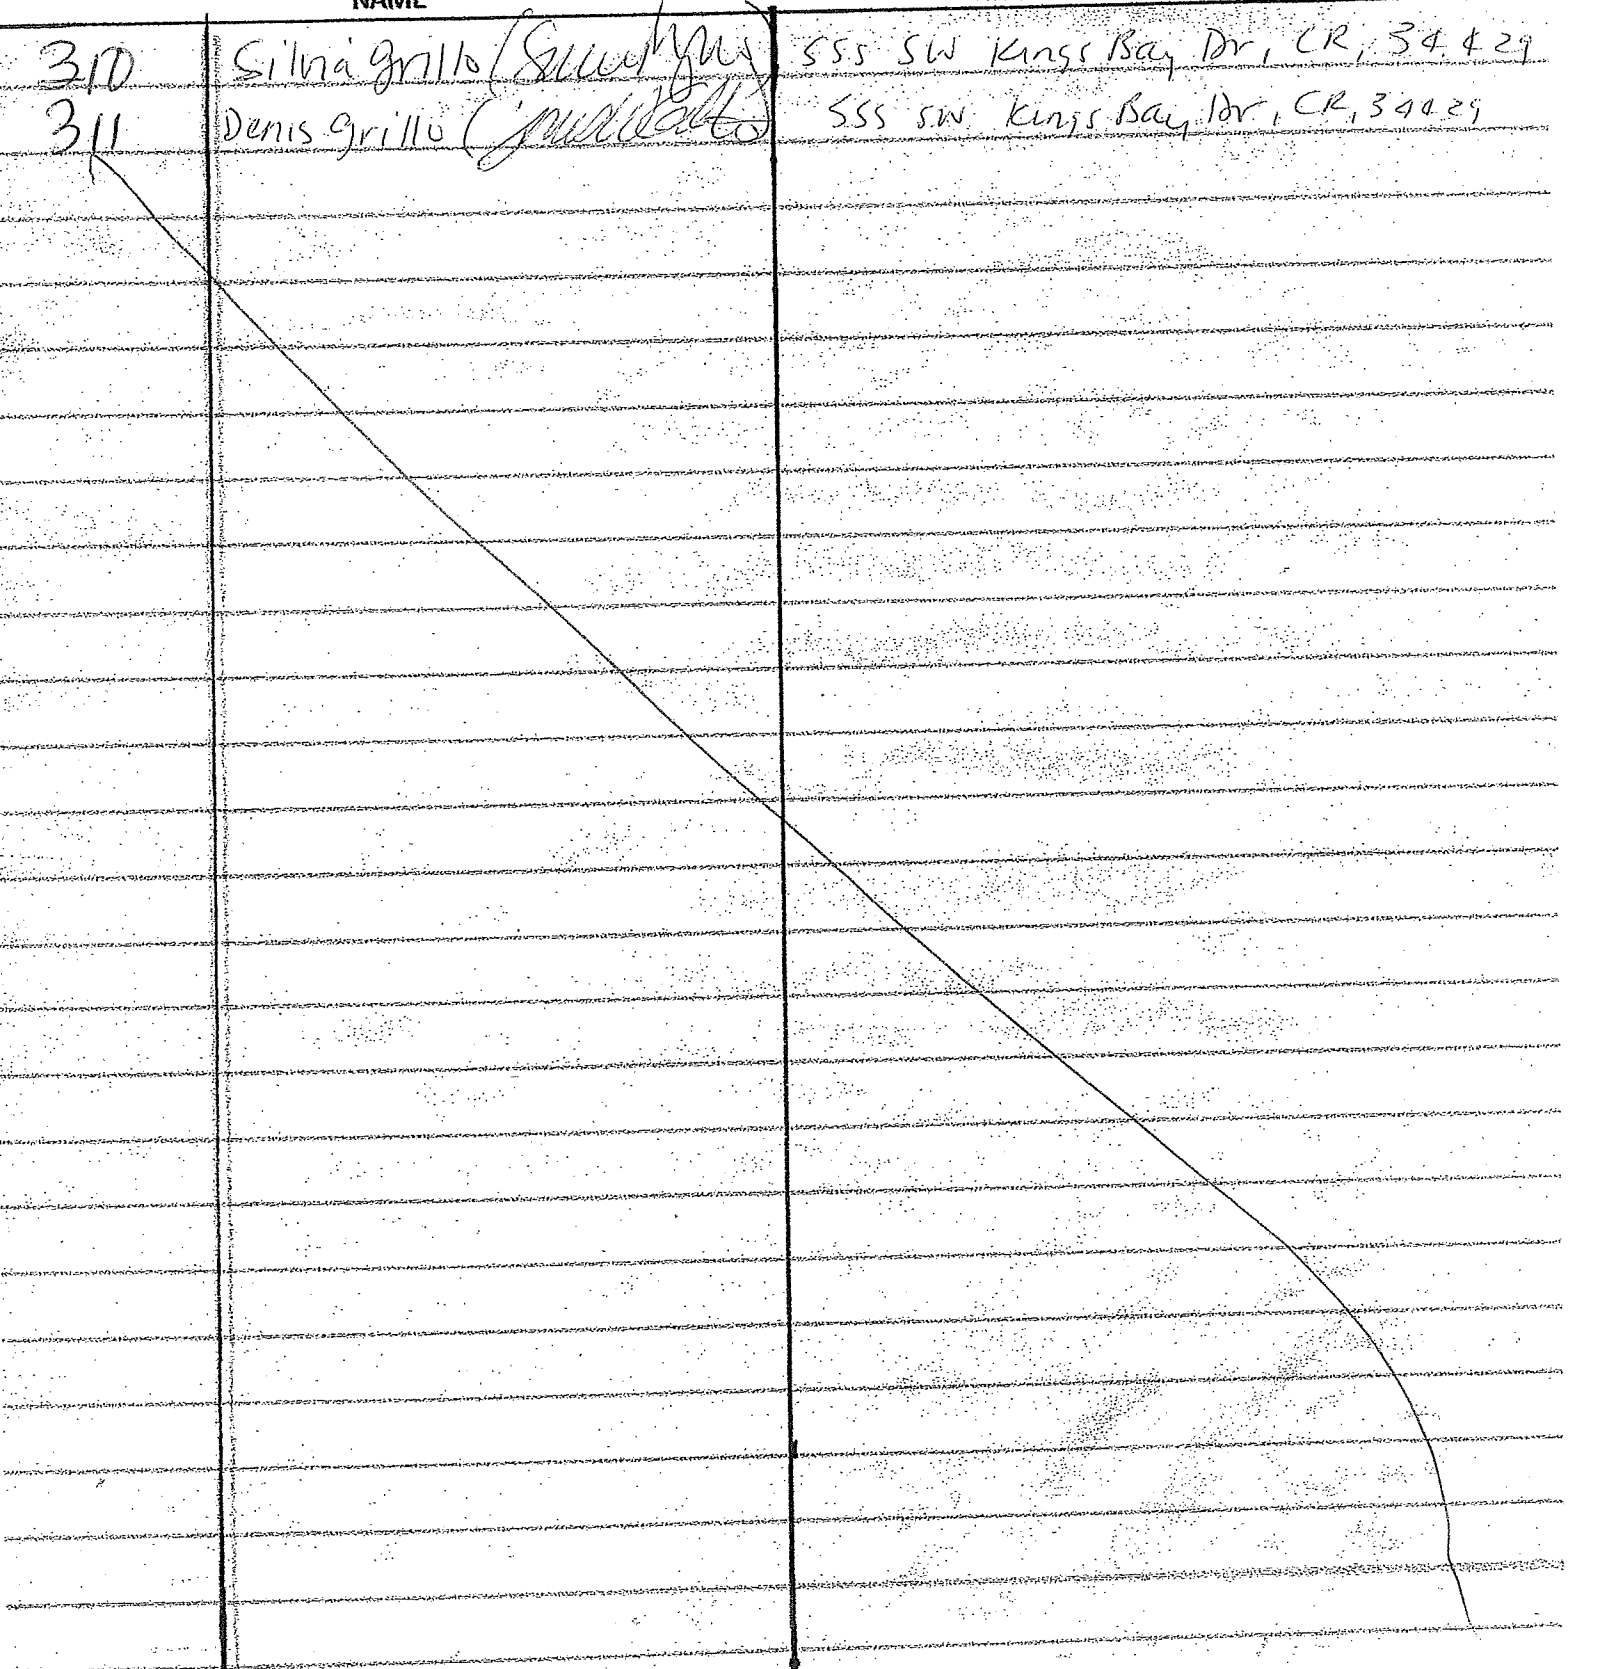 NAME
310 Silvia Grillo ( 555 SW Kings Bay Dr, CR, 34429
311 Denis Grillo ( 555 SW Kings Bay Dr, CR, 34429